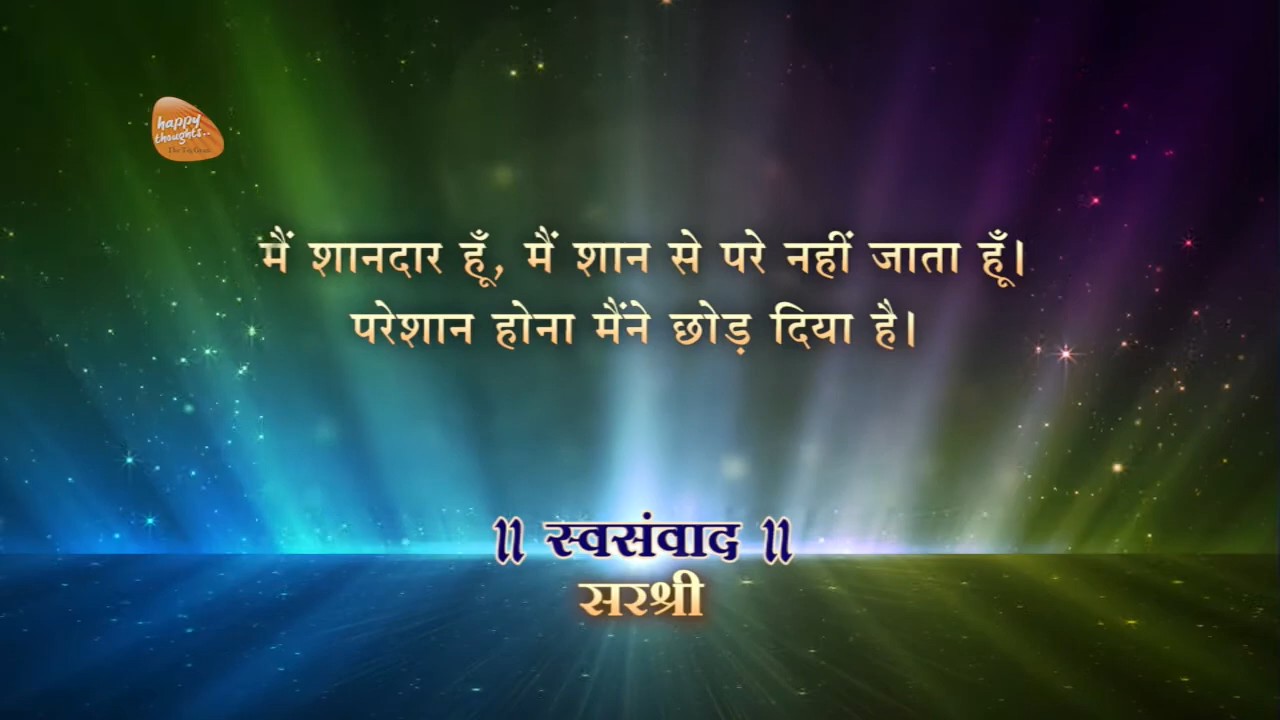 happy
thoughts..
मैं शानदार हूँ, मैं शान से परे नहीं जाता हूँ।
परेशान होना मैंने छोड़ दिया है।
॥ स्वसंवाद ॥
सरश्री